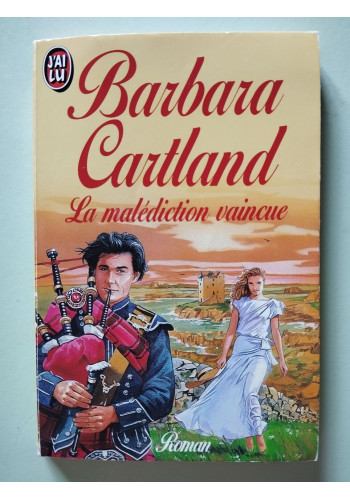 J'AI
LU
Barbara
Cartland
La malédiction vaincue
Roman